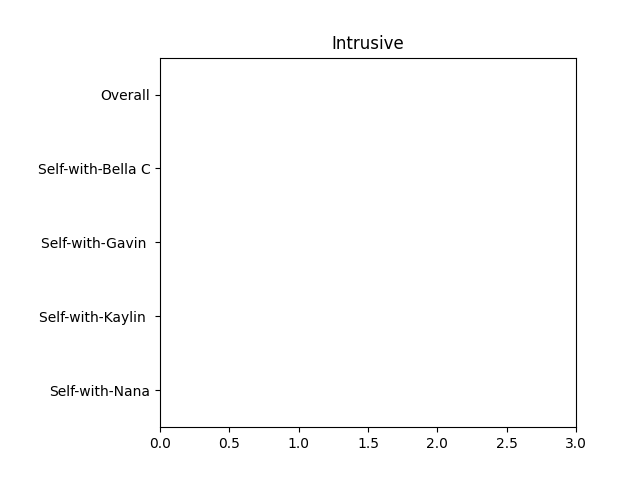 Intrusive
Overall
Self-with-Bella C
Self-with-Gavin
Self-with-Kaylin
Self-with-Nana
0.0 0.5 1.0 1.5 2.0 2.5 3.0